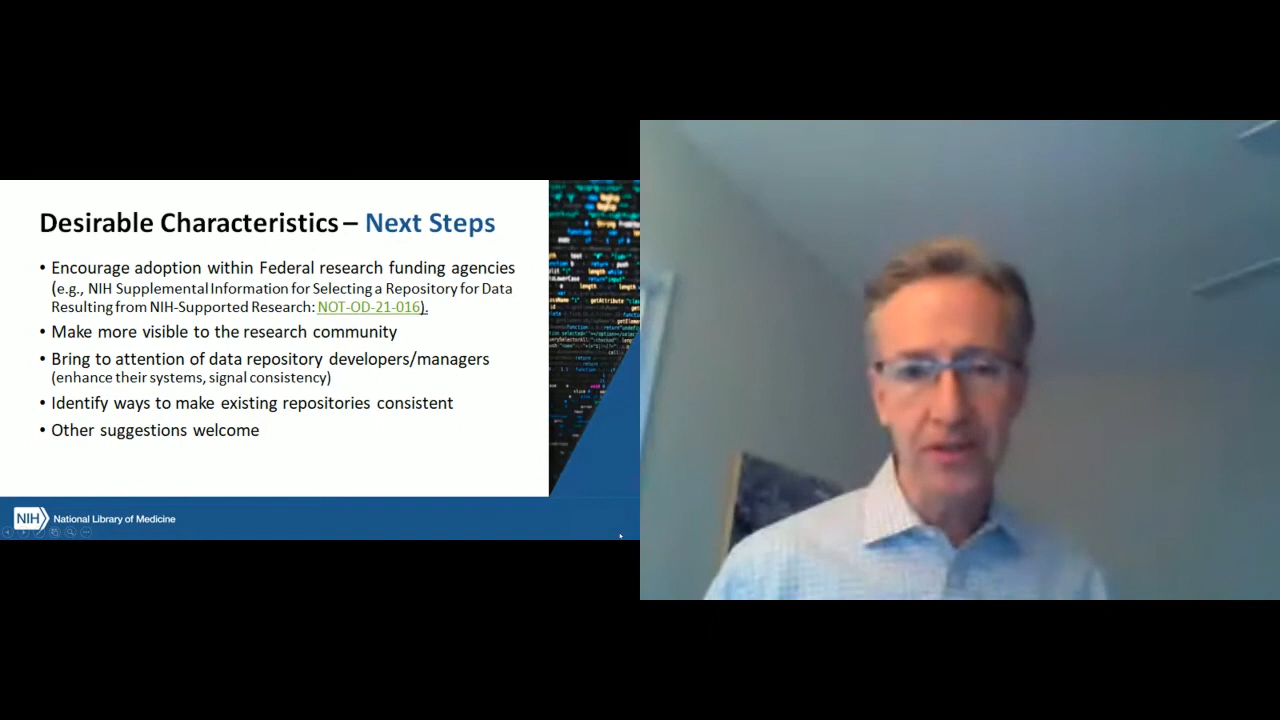 Desirable Characteristics – Next Steps
• Encourage adoption within Federal research funding agencies
(e.g., NIH Supplemental Information for Selecting a Repository for Data
Resulting from NIH-Supported Research: NOT-OD-21-016).
• Make more visible to the research community
• Bring to attention of data repository developers/managers
(enhance their systems, signal consistency)
• Identify ways to make existing repositories consistent
• Other suggestions welcome
NIH National Library of Medicine